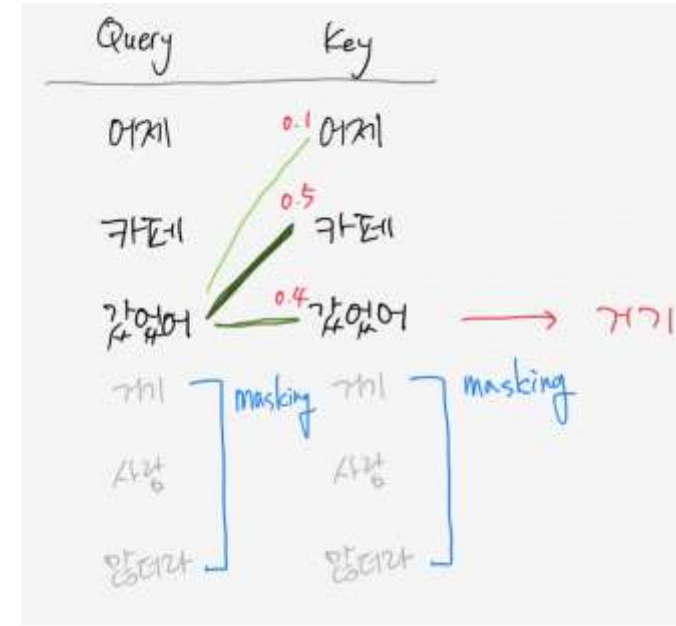 Query Key
어제 0.1 어제
카페 0.5 카페
갔었어 0.4 갔었어 거기
거기 masking 거기 masking
사람 사람
많더라 많더라